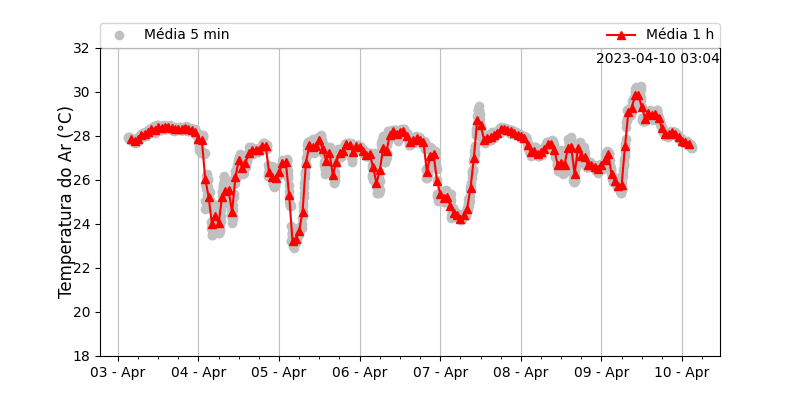 Média 5 min
Média 1 h
2023-04-10 03:04
Temperatura do Ar (°C)
32
30
28
26
24
22
20
18
03 - Apr
04 - Apr
05 - Apr
06 - Apr
07 - Apr
08 - Apr
09 - Apr
10 - Apr